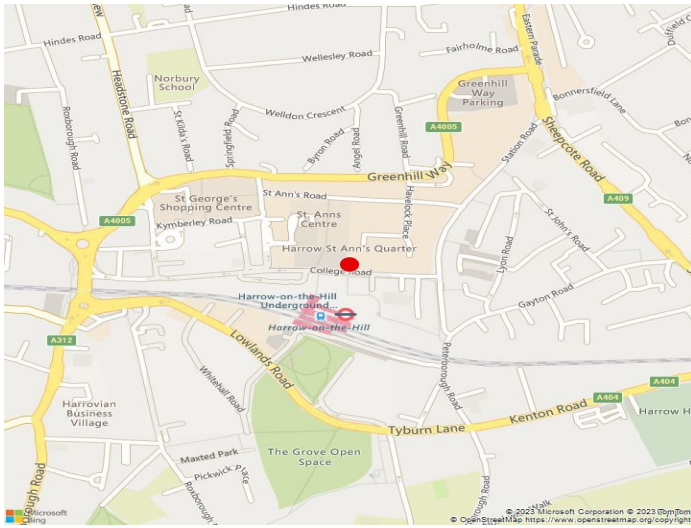 Hindes Road
Hindes Road
Wellesley Road
Fairholme Road
Eastern Parade
Headstone Road
Norbury
School
Greenhill
Way
Parking
Bonnersfield Lane
Roxborough Road
St Kilda's Road
Springfield Road
Welldon Crescent
Byron Road
Angel Road
Greenhill Road
A4005
Station Road
Sheepcote Road
Greenhill Way
A409
St Ann's Road
Havelock Place
St George's
Shopping Centre
A4005
Kymberley Road
St. Anns
Centre
St John's Road
Harrow St Ann's Quarter
Lyon Road
College Road
Gayton Road
Harrow-on-the-Hill
Underground...
Harrow-on-the-Hill
A312
Lowlands Road
Peterborough Road
Whitehall Road
A404
A404
Harrovian
Business
Village
Kenton Road
Harrow H
Tyburn Lane
Maxted Park
The Grove Open
Space
Pickwick Place
Microsoft
Bing
© 2023 Microsoft Corporation © 2023 TomTom
© OpenStreetMap https://www.openstreetmap.org/copyright